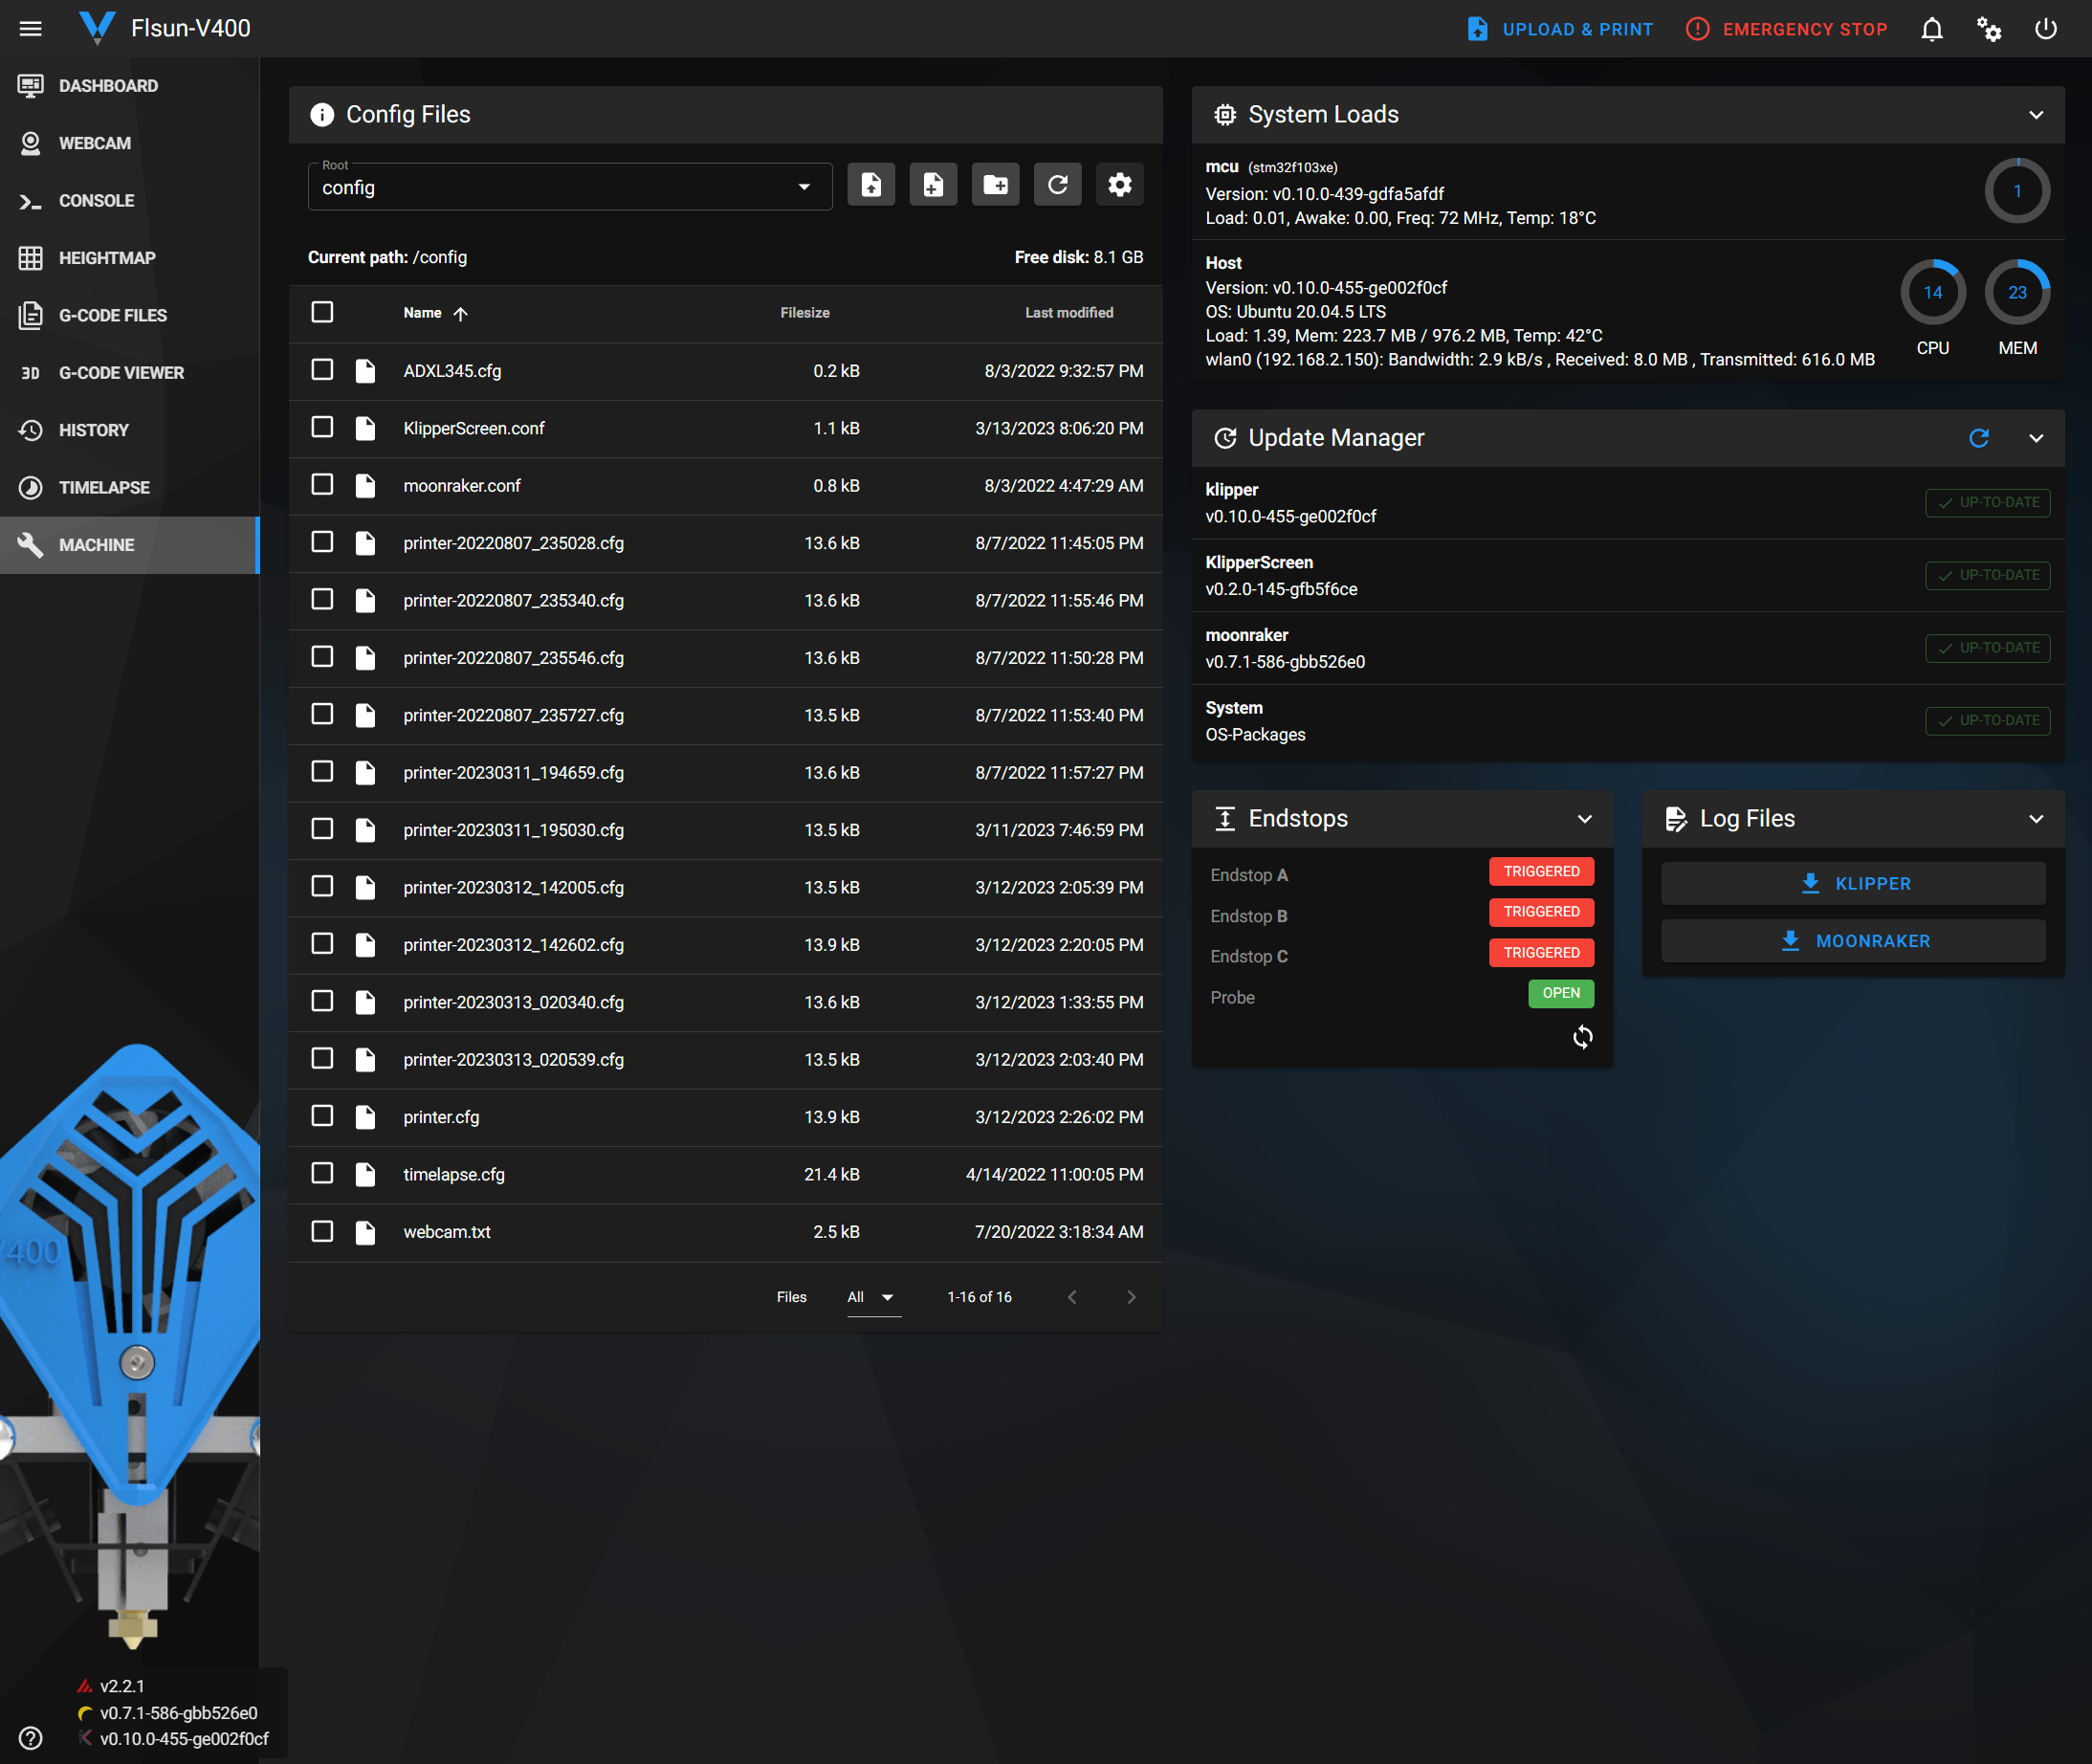 Flsun-V400
UPLOAD & PRINT
EMERGENCY STOP
DASHBOARD
WEBCAM
CONSOLE
HEIGHTMAP
G-CODE FILES
3D G-CODE VIEWER
HISTORY
TIMELAPSE
MACHINE
V400
v2.2.1
v0.7.1-586-gbb526e0
v0.10.0-455-ge002f0cf
Config Files
Root
config
Current path: /config
Free disk: 8.1 GB
Name Filesize Last modified
ADXL345.cfg 0.2 kB 8/3/2022 9:32:57 PM
KlipperScreen.conf 1.1 kB 3/13/2023 8:06:20 PM
moonraker.conf 0.8 kB 8/3/2022 4:47:29 AM
printer-20220807_235028.cfg 13.6 kB 8/7/2022 11:45:05 PM
printer-20220807_235340.cfg 13.6 kB 8/7/2022 11:55:46 PM
printer-20220807_235546.cfg 13.6 kB 8/7/2022 11:50:28 PM
printer-20220807_235727.cfg 13.5 kB 8/7/2022 11:53:40 PM
printer-20230311_194659.cfg 13.6 kB 8/7/2022 11:57:27 PM
printer-20230311_195030.cfg 13.5 kB 3/11/2023 7:46:59 PM
printer-20230312_142005.cfg 13.5 kB 3/12/2023 2:05:39 PM
printer-20230312_142602.cfg 13.9 kB 3/12/2023 2:20:05 PM
printer-20230313_020340.cfg 13.6 kB 3/12/2023 1:33:55 PM
printer-20230313_020539.cfg 13.5 kB 3/12/2023 2:03:40 PM
printer.cfg 13.9 kB 3/12/2023 2:26:02 PM
timelapse.cfg 21.4 kB 4/14/2022 11:00:05 PM
webcam.txt 2.5 kB 7/20/2022 3:18:34 AM
Files All 1-16 of 16
System Loads
mcu (stm32f103xe)
Version: v0.10.0-439-gdfa5afdf
Load: 0.01, Awake: 0.00, Freq: 72 MHz, Temp: 18°C
1
Host
Version: v0.10.0-455-ge002f0cf
OS: Ubuntu 20.04.5 LTS
Load: 1.39, Mem: 223.7 MB / 976.2 MB, Temp: 42°C
wlan0 (192.168.2.150): Bandwidth: 2.9 kB/s , Received: 8.0 MB , Transmitted: 616.0 MB
14 23
CPU MEM
Update Manager
klipper
v0.10.0-455-ge002f0cf
UP-TO-DATE
KlipperScreen
v0.2.0-145-gfb5f6ce
UP-TO-DATE
moonraker
v0.7.1-586-gbb526e0
UP-TO-DATE
System
OS-Packages
UP-TO-DATE
Endstops
Endstop A TRIGGERED
Endstop B TRIGGERED
Endstop C TRIGGERED
Probe OPEN
Log Files
KLIPPER
MOONRAKER